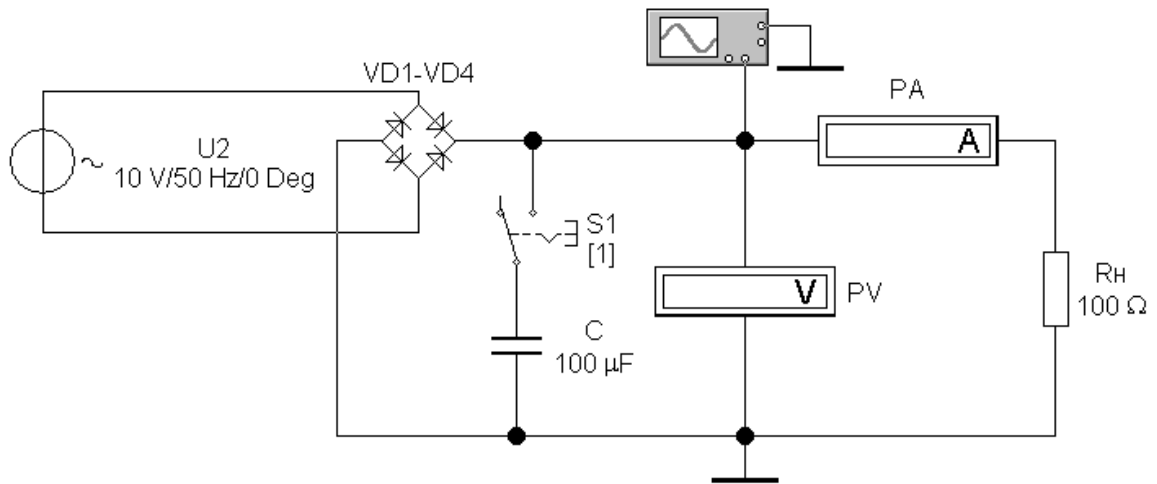 VD1-VD4
PA
A
U2
10 V/50 Hz/0 Deg
S1
[1]
V
PV
Rн
100 Ω
C
100 µF